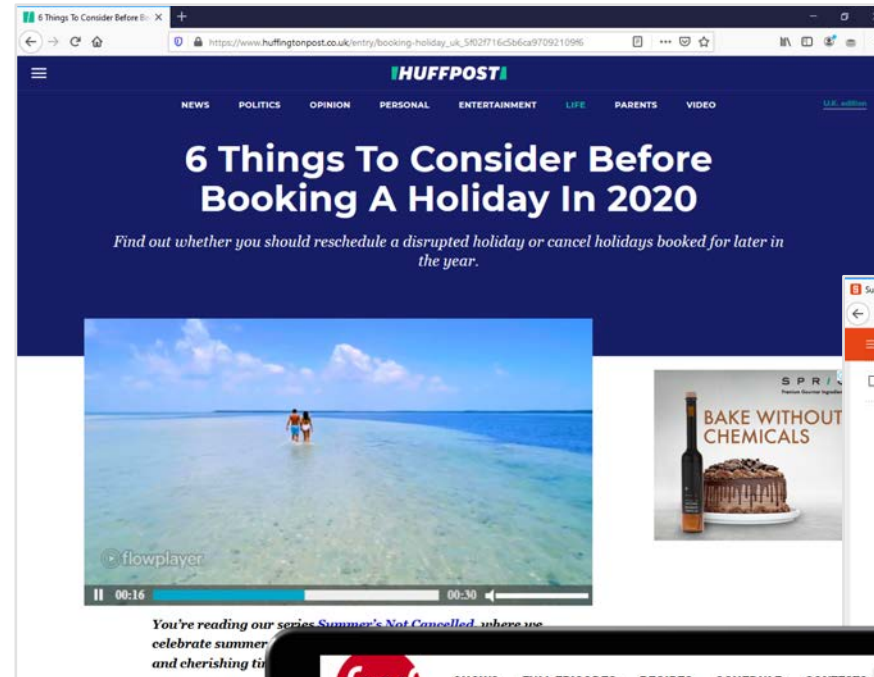 6 Things To Consider Before Bo
https://www.huffingtonpost.co.uk/entry/booking-holiday_uk_5f02f716c5b6ca97092109f6
HUFFPOST
NEWS POLITICS OPINION PERSONAL ENTERTAINMENT LIFE PARENTS VIDEO
U.K. edition
6 Things To Consider Before
Booking A Holiday In 2020
Find out whether you should reschedule a disrupted holiday or cancel holidays booked for later in
the year.
Su
SPRI
BAKE WITHOUT
CHEMICALS
flowplayer
00:16 00:30
You're reading our series Summer's Not Cancelled, where we
celebrate summer
and cherishing